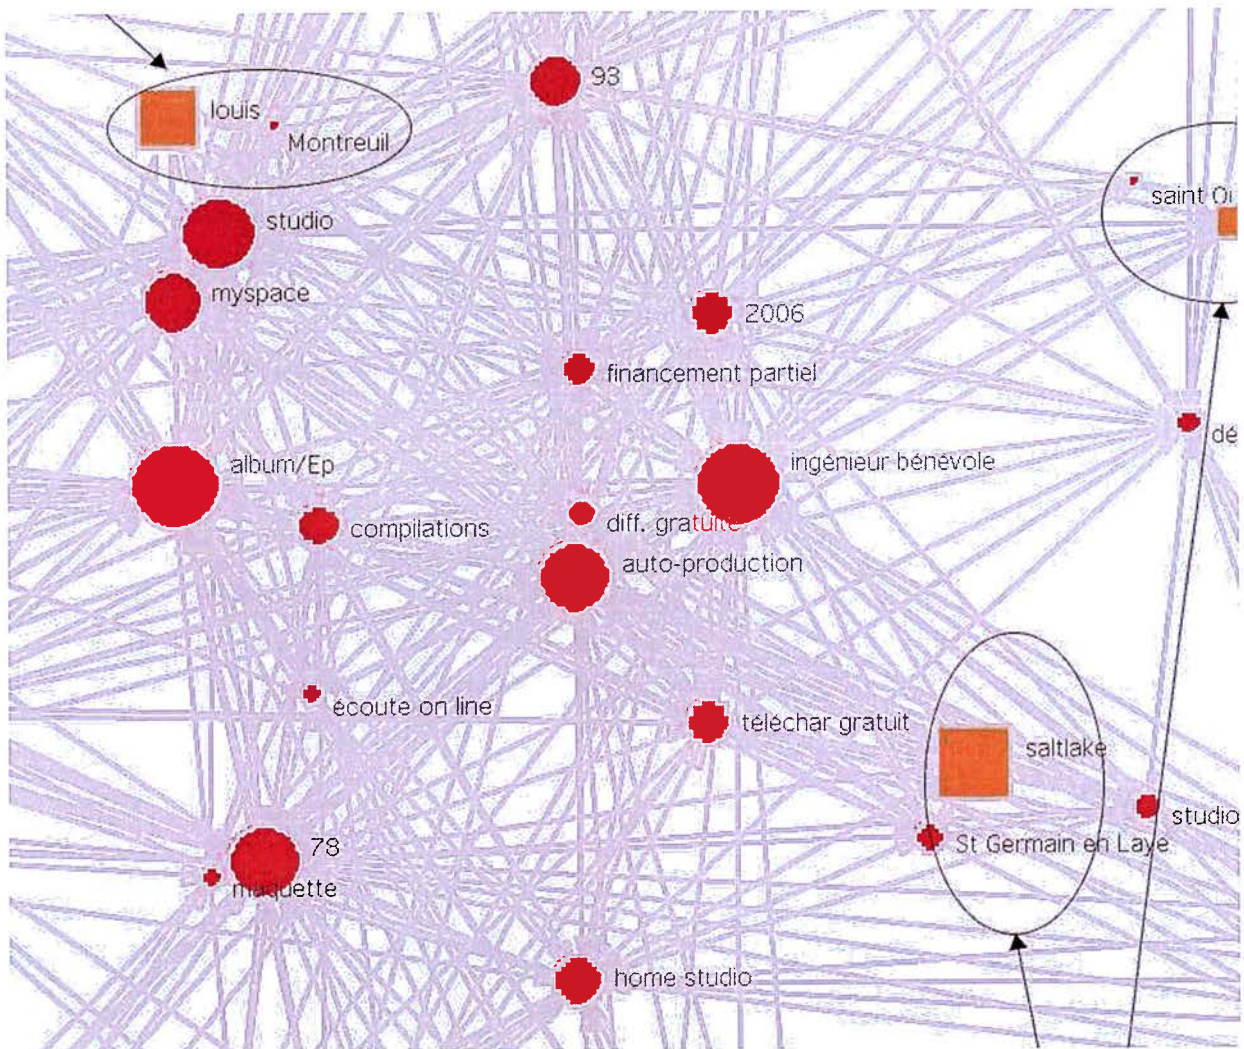 93
louis
Montreuil
saint
studio
myspace
2006
financement partiel
album/Ep
ingénieur bénévole
compilations
diff. gratuite
auto-production
écoute on line
téléchar gratuit
saltlake
studio
78
St Germain en Laye
maquette
home studio